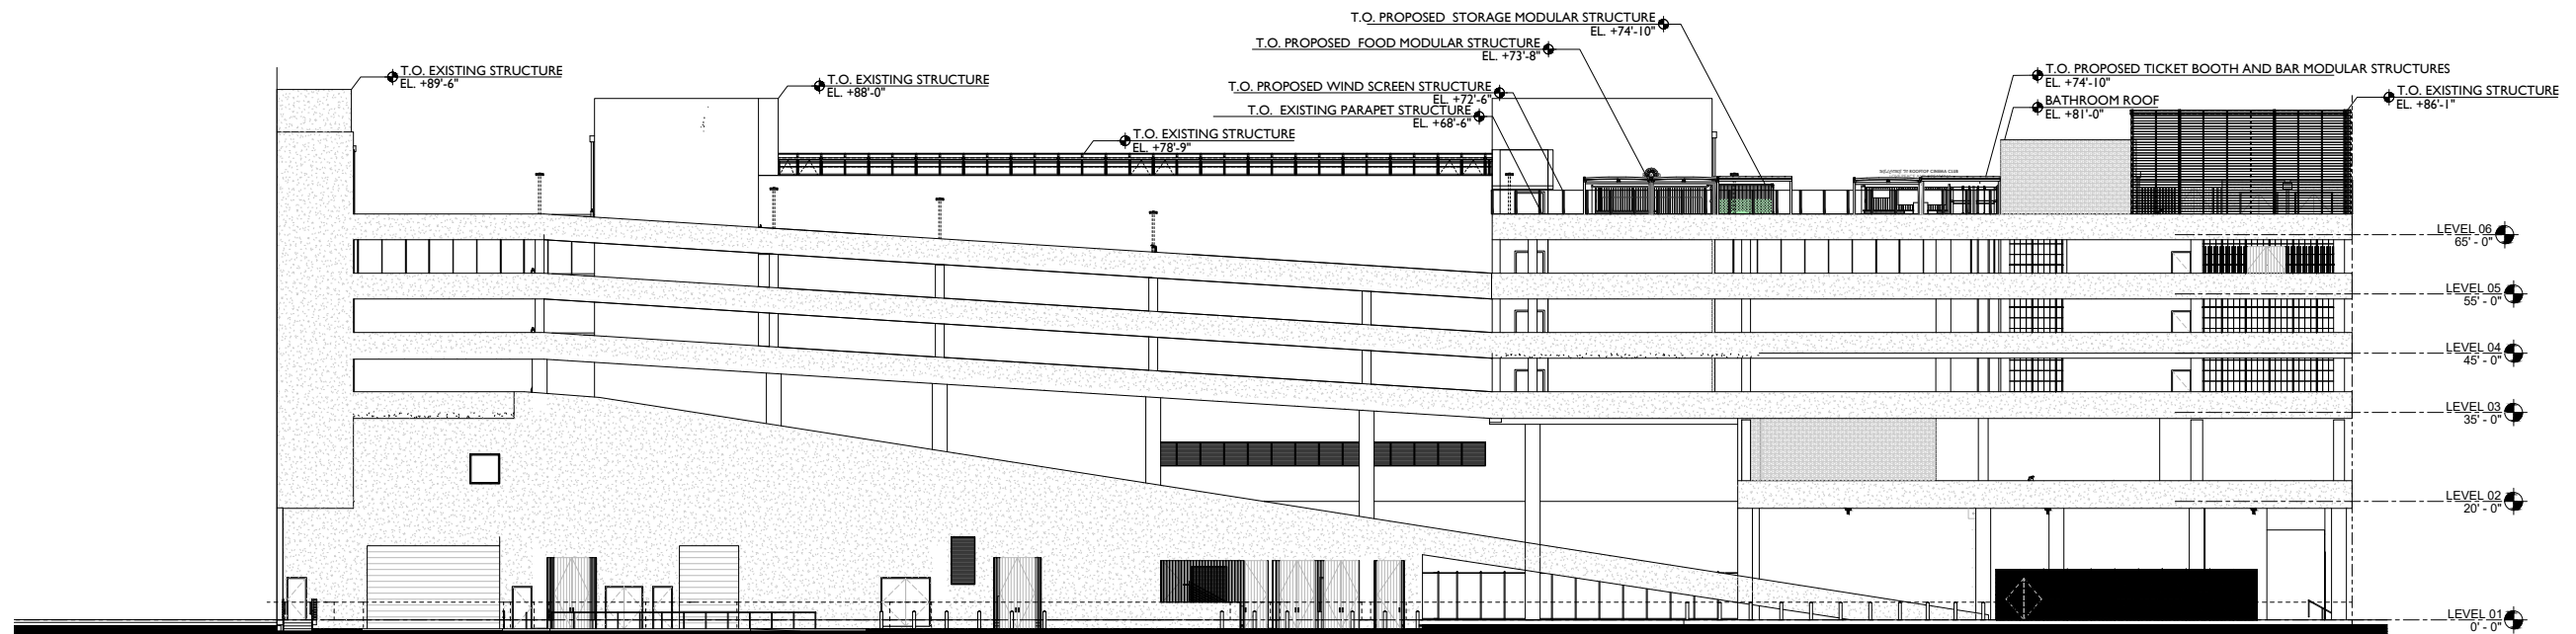 T.O. PROPOSED  STORAGE MODULAR STRUCTURE
EL. +74'-10"
T.O. PROPOSED  FOOD MODULAR STRUCTURE
EL. +73'-8"
T.O. EXISTING STRUCTURE
EL. +89'-6"
T.O. EXISTING STRUCTURE
EL. +88'-0"
T.O. PROPOSED WIND SCREEN STRUCTURE
EL. +72'-6"
T.O.  EXISTING PARAPET STRUCTURE
EL. +68'-6"
T.O. EXISTING STRUCTURE
EL. +78'-9"
T.O. PROPOSED TICKET BOOTH AND BAR MODULAR STRUCTURES
EL. +74'-10"
BATHROOM ROOF
EL. +81'-0"
T.O. EXISTING STRUCTURE
EL. +86'-1"
LEVEL 06
65' - 0"
LEVEL 05
55' - 0"
LEVEL 04
45' - 0"
LEVEL 03
35' - 0"
LEVEL 02
20' - 0"
LEVEL 01
0' - 0"